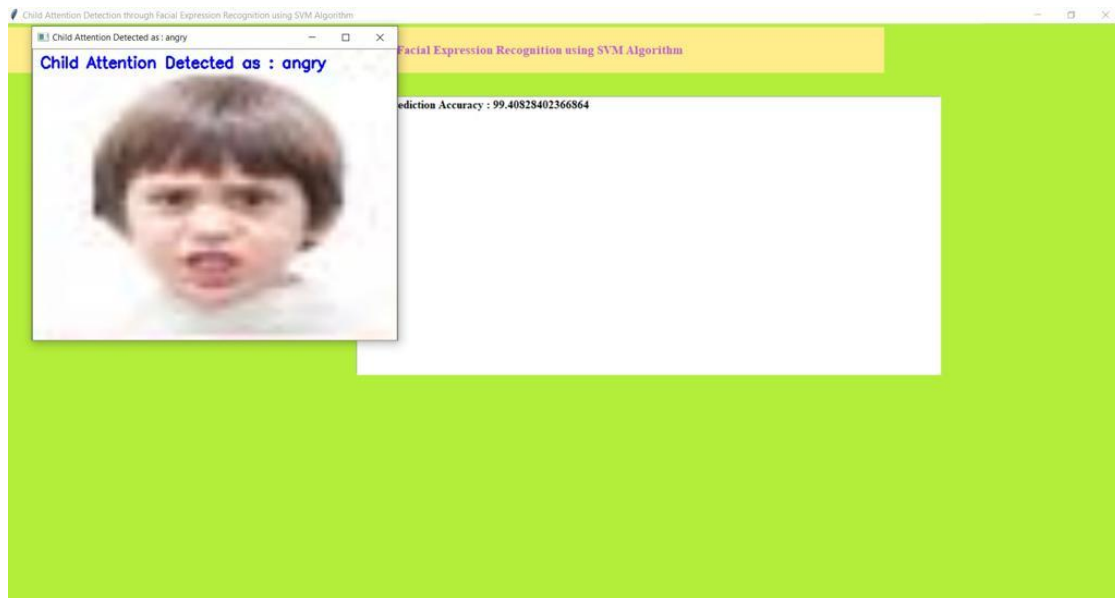 Child Attention Detection through Facial Expression Recognition using SVM Algorithm
Child Attention Detected as : angry
Child Attention Detected as : angry
Facial Expression Recognition using SVM Algorithm
ediction Accuracy : 99.40828402366864